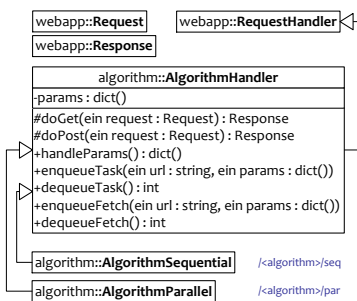 webapp::Request
webapp::RequestHandler
webapp::Response
algorithm::AlgorithmHandler
-params : dict()
#doGet(ein request : Request) : Response
#doPost(ein request : Request) : Response
+handleParams() : dict()
+enqueueTask(ein url : string, ein params : dict())
+dequeueTask() : int
+enqueueFetch(ein url : string, ein params : dict())
+dequeueFetch() : int
algorithm::AlgorithmSequential
/<algorithm>/seq
algorithm::AlgorithmParallel
/<algorithm>/par